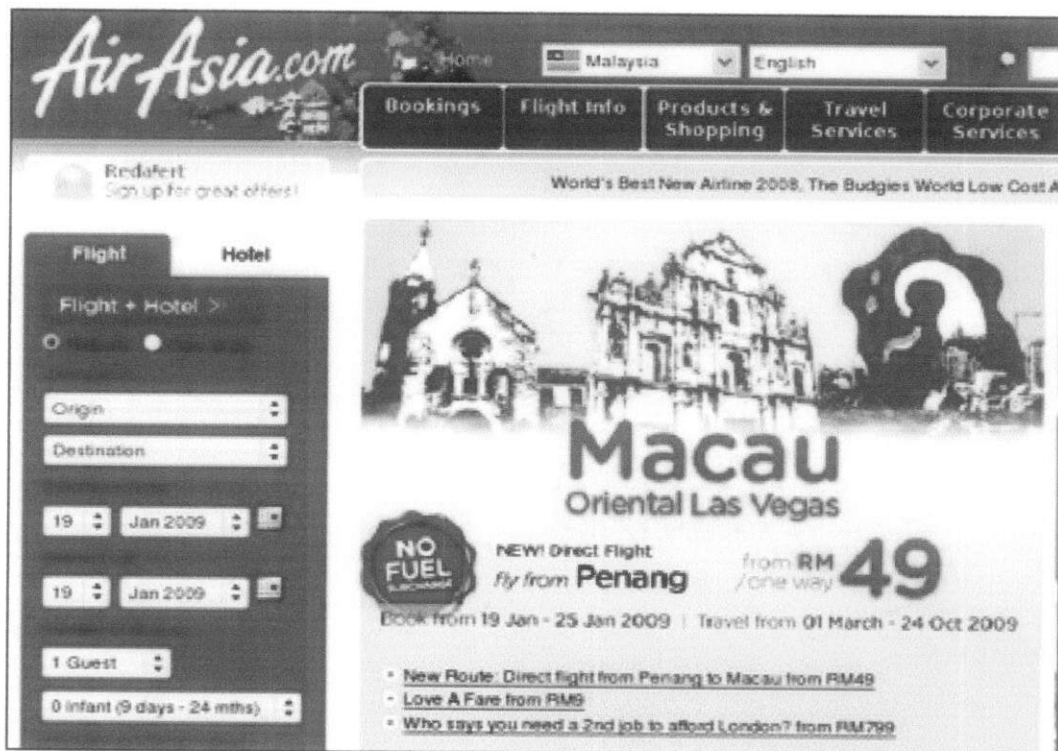 AirAsia.com
Home
Malaysia
English
Bookings
Flight Info
Products & Shopping
Travel Services
Corporate Services
Redalert
Sign up for great offers!
World's Best New Airline 2008, The Budgies World Low Cost A
Flight
Hotel
Flight + Hotel >
Origin
Destination
19
Jan 2009
19
Jan 2009
1 Guest
0 infant (9 days - 24 mths)
Macau
Oriental Las Vegas
NO
FUEL
SURCHARGE
NEW! Direct Flight
fly from Penang
from RM
/one way 49
Book from 19 Jan - 25 Jan 2009 | Travel from 01 March - 24 Oct 2009
New Route: Direct flight from Penang to Macau from RM49
Love A Fare from RM9
Who says you need a 2nd job to afford London? from RM799